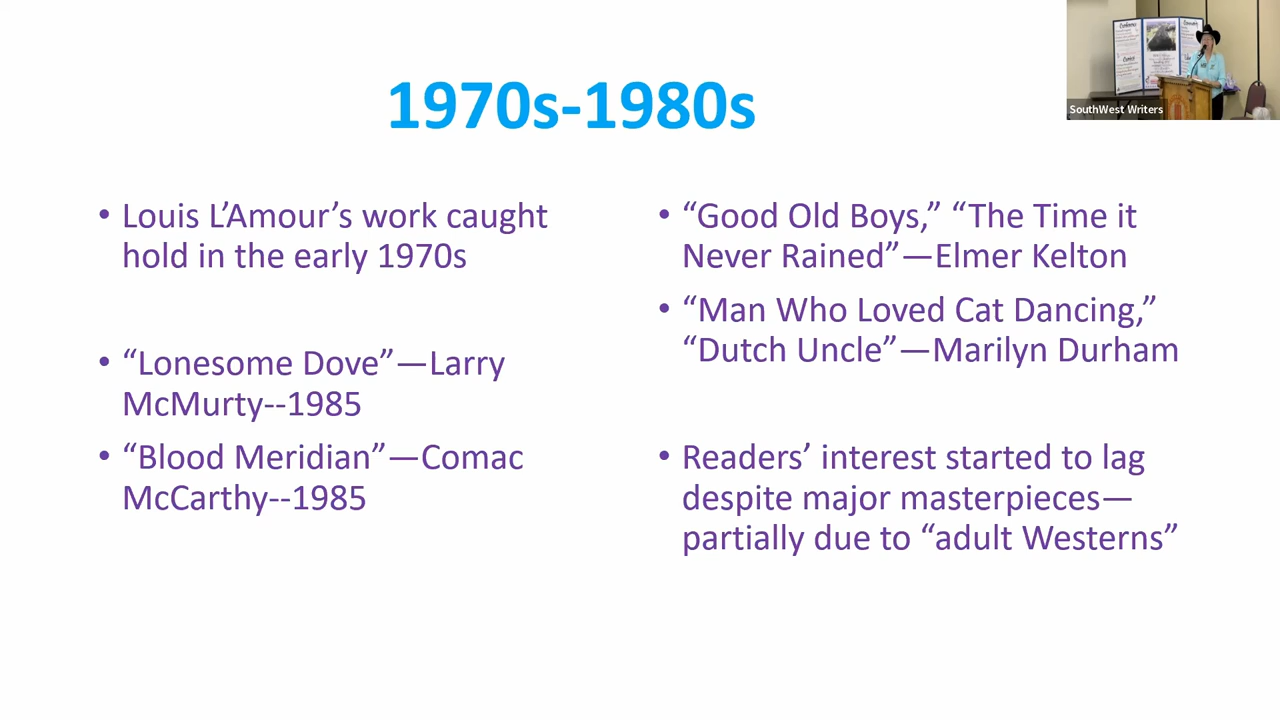 1970s-1980s
SouthWest Writers
• Louis L’Amour’s work caught
hold in the early 1970s
• “Lonesome Dove”—Larry
McMurty--1985
• “Blood Meridian”—Comac
McCarthy--1985
• “Good Old Boys,” “The Time it
Never Rained”—Elmer Kelton
• “Man Who Loved Cat Dancing,”
“Dutch Uncle”—Marilyn Durham
• Readers’ interest started to lag
despite major masterpieces—
partially due to “adult Westerns”